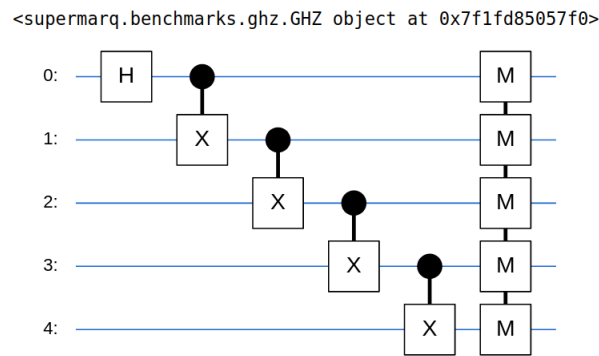 <supermarq.benchmarks.ghz.GHZ object at 0x7f1fd85057f0>
0: H M
1: X M
2: X M
3: X M
4: X M